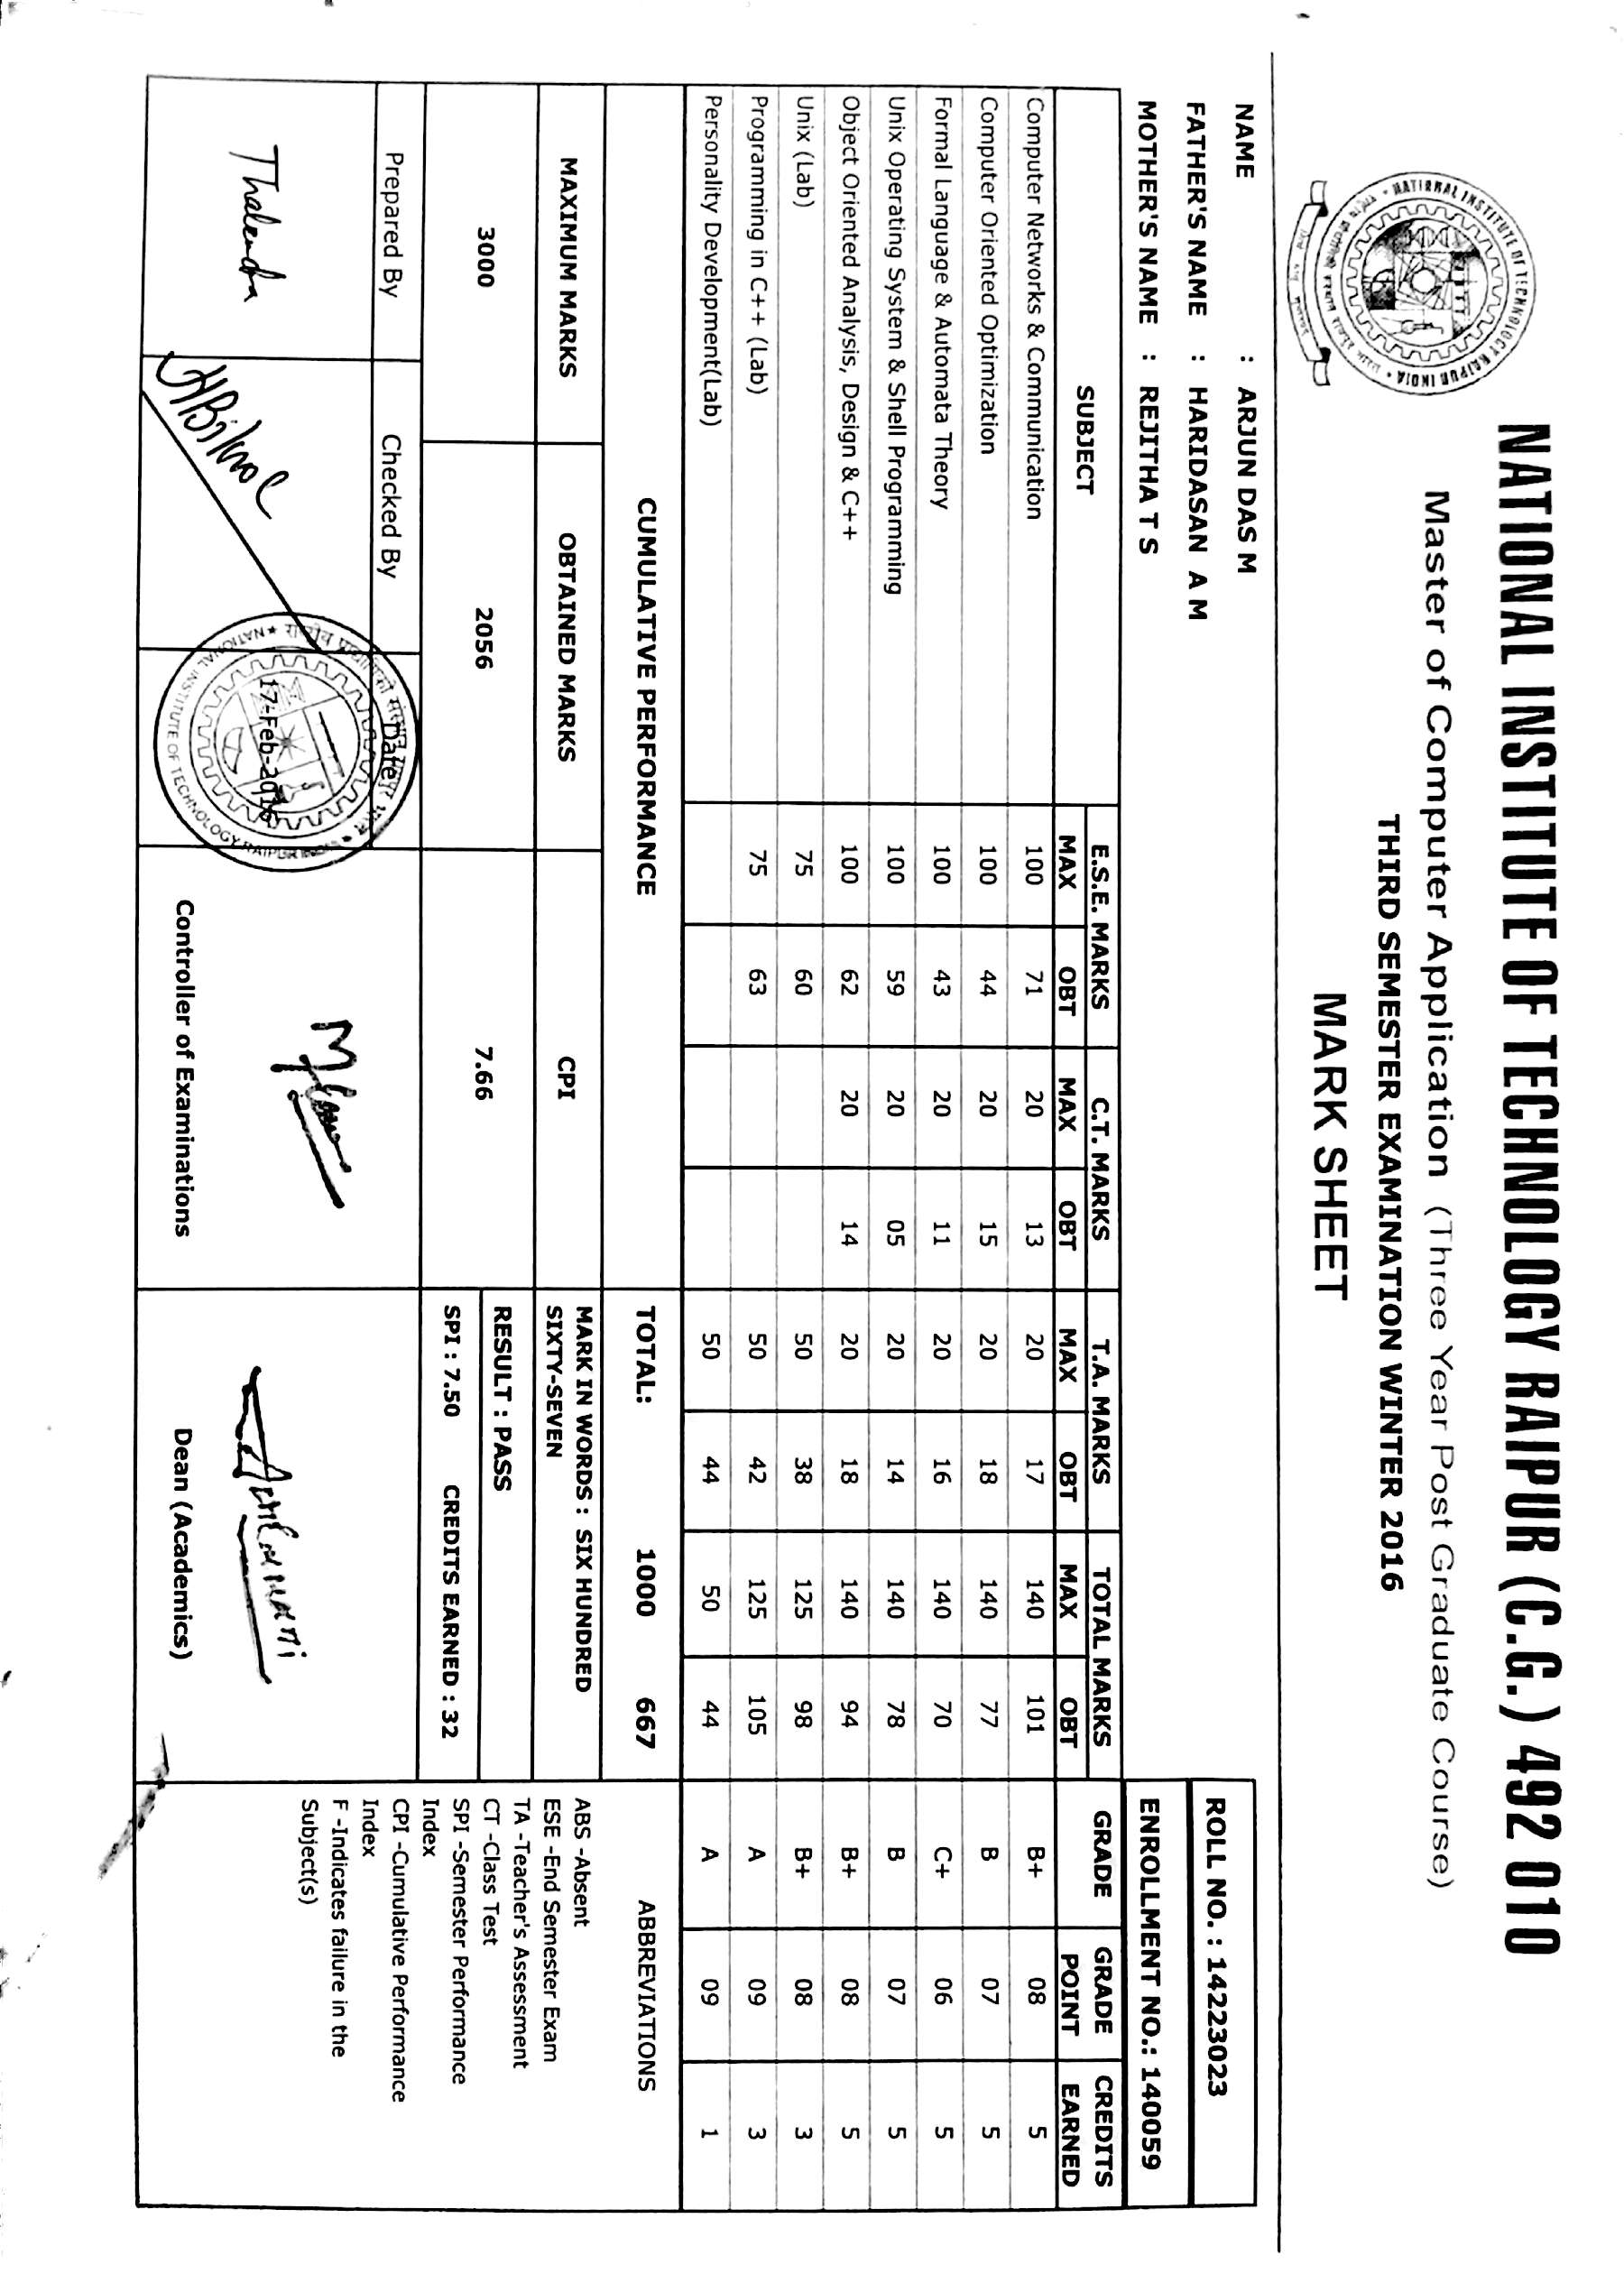 NATIONAL INSTITUTE OF TECHNOLOGY RAIPUR (C.G.) 492 010
NATIONAL INSTITUTE OF TECHNOLOGY RAIPUR INDIA
Master of Computer Application (Three Year Post Graduate Course)
THIRD SEMESTER EXAMINATION WINTER 2016
MARK SHEET
NAME : ARJUN DAS M
FATHER'S NAME : HARIDASAN A M
MOTHER'S NAME : REJITHA T S
ROLL NO. : 14223023
ENROLLMENT NO.: 140059
SUBJECT E.S.E. MARKS C.T. MARKS T.A. MARKS TOTAL MARKS GRADE GRADE POINT CREDITS EARNED
MAX OBT MAX OBT MAX OBT MAX OBT
Computer Networks & Communication 100 71 20 13 20 17 140 101 B+ 08 5
Computer Oriented Optimization 100 44 20 15 20 18 140 77 B 07 5
Formal Language & Automata Theory 100 43 20 11 20 16 140 70 C+ 06 5
Unix Operating System & Shell Programming 100 59 20 05 20 14 140 78 B 07 5
Object Oriented Analysis, Design & C++ 100 62 20 14 20 18 140 94 B+ 08 5
Unix (Lab) 75 60 50 38 125 98 B+ 08 3
Programming in C++ (Lab) 75 63 50 42 125 105 A 09 3
Personality Development(Lab) 50 44 50 44 A 09 1
CUMULATIVE PERFORMANCE
TOTAL: 1000 667
MAXIMUM MARKS OBTAINED MARKS CPI
3000 2056 7.66
MARK IN WORDS : SIX HUNDRED
SIXTY-SEVEN
RESULT : PASS
SPI : 7.50 CREDITS EARNED : 32
ABBREVIATIONS
ABS -Absent
ESE -End Semester Exam
TA -Teacher's Assessment
CT -Class Test
SPI -Semester Performance
Index
CPI -Cumulative Performance
Index
F -Indicates failure in the
Subject(s)
Prepared By Checked By Date
Thalendra
17-Feb-2016
NATIONAL INSTITUTE OF TECHNOLOGY RAIPUR
Controller of Examinations
Dean (Academics)